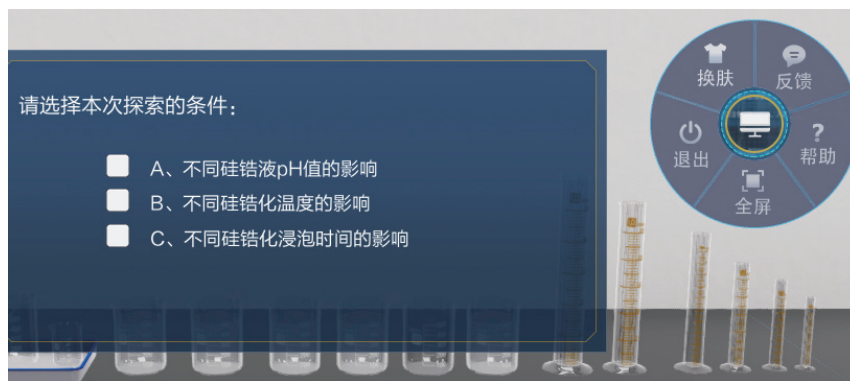 请选择本次探索的条件：
A、不同硅锆液pH值的影响
B、不同硅锆化温度的影响
C、不同硅锆化浸泡时间的影响
换肤
反馈
退出
?
帮助
全屏